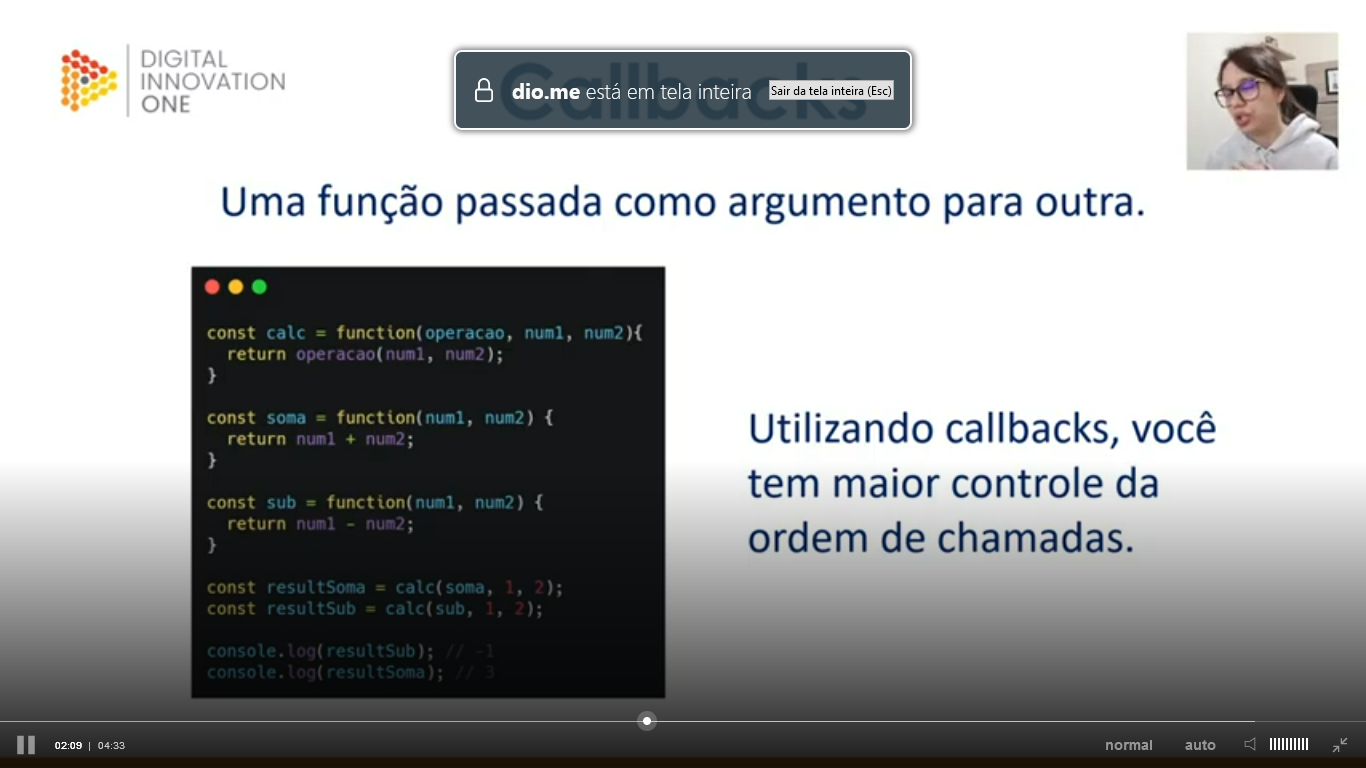 DIGITAL
INNOVATION
ONE
Callbacks
dio.me está em tela inteira
Sair da tela inteira (Esc)
Uma função passada como argumento para outra.
const calc = function(operacao, num1, num2){
  return operacao(num1, num2);
}
const soma = function(num1, num2) {
  return num1 + num2;
}
const sub = function(num1, num2) {
  return num1 - num2;
}
const resultSoma = calc(soma, 1, 2);
const resultSub = calc(sub, 1, 2);
console.log(resultSub); // -1
console.log(resultSoma); // 3
Utilizando callbacks, você
tem maior controle da
ordem de chamadas.
02:09 | 04:33
normal
auto